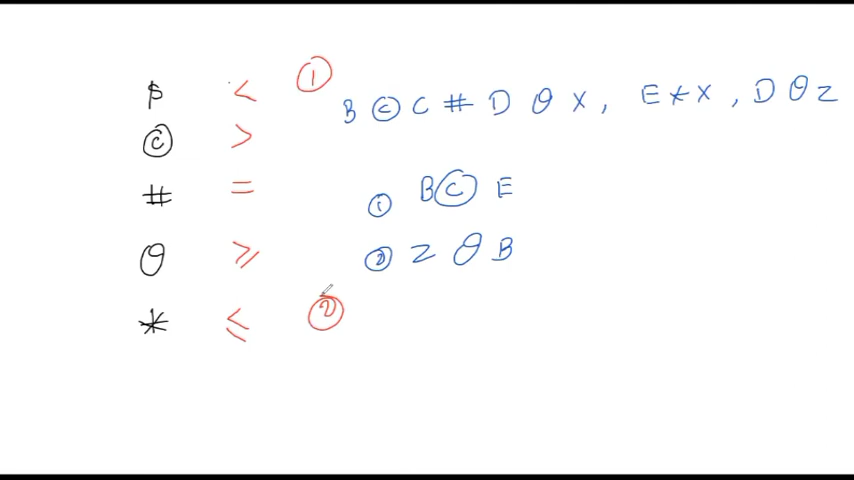 $ < ①
B © C # D θ X , E * X , D θ Z
© >
# =
① B © E
θ ≥
② Z θ B
* ≤ ②